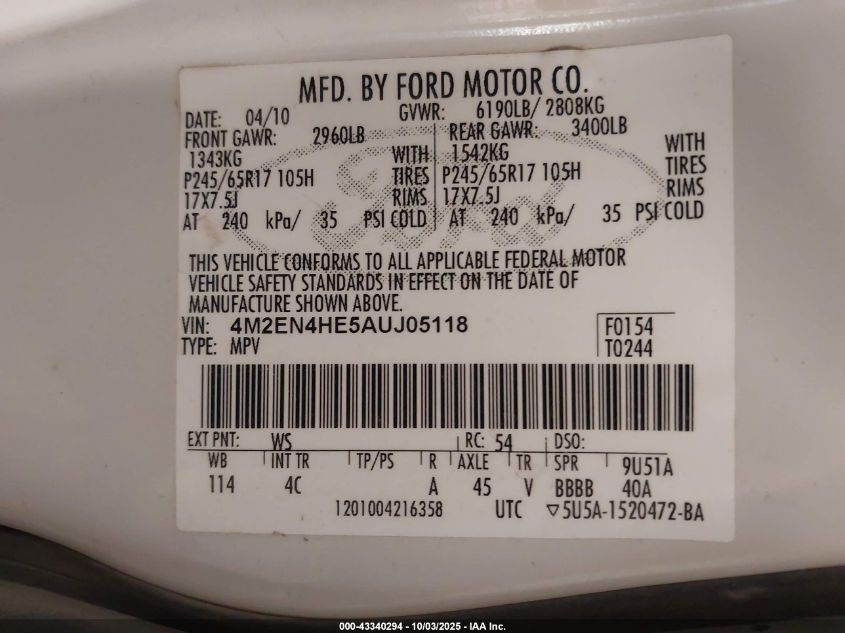 MFD. BY FORD MOTOR CO.
DATE: 04/10 GVWR: 6190LB/ 2808KG
FRONT GAWR: 2960LB REAR GAWR: 3400LB
1343KG WITH 1542KG WITH
P245/65R17 105H TIRES P245/65R17 105H TIRES
17X7.5J RIMS 17X7.5J RIMS
AT 240 kPa/ 35 PSI COLD AT 240 kPa/ 35 PSI COLD
THIS VEHICLE CONFORMS TO ALL APPLICABLE FEDERAL MOTOR
VEHICLE SAFETY STANDARDS IN EFFECT ON THE DATE OF
MANUFACTURE SHOWN ABOVE.
VIN: 4M2EN4HE5AUJ05118 F0154
TYPE: MPV T0244
EXT PNT: WS RC: 54 DSO:
WB INT TR TP/PS R AXLE TR SPR 9U51A
114 4C A 45 V BBBB 40A
1201004216358 UTC ▽5U5A-1520472-BA
000-43340294 - 10/03/2025 - IAA Inc.